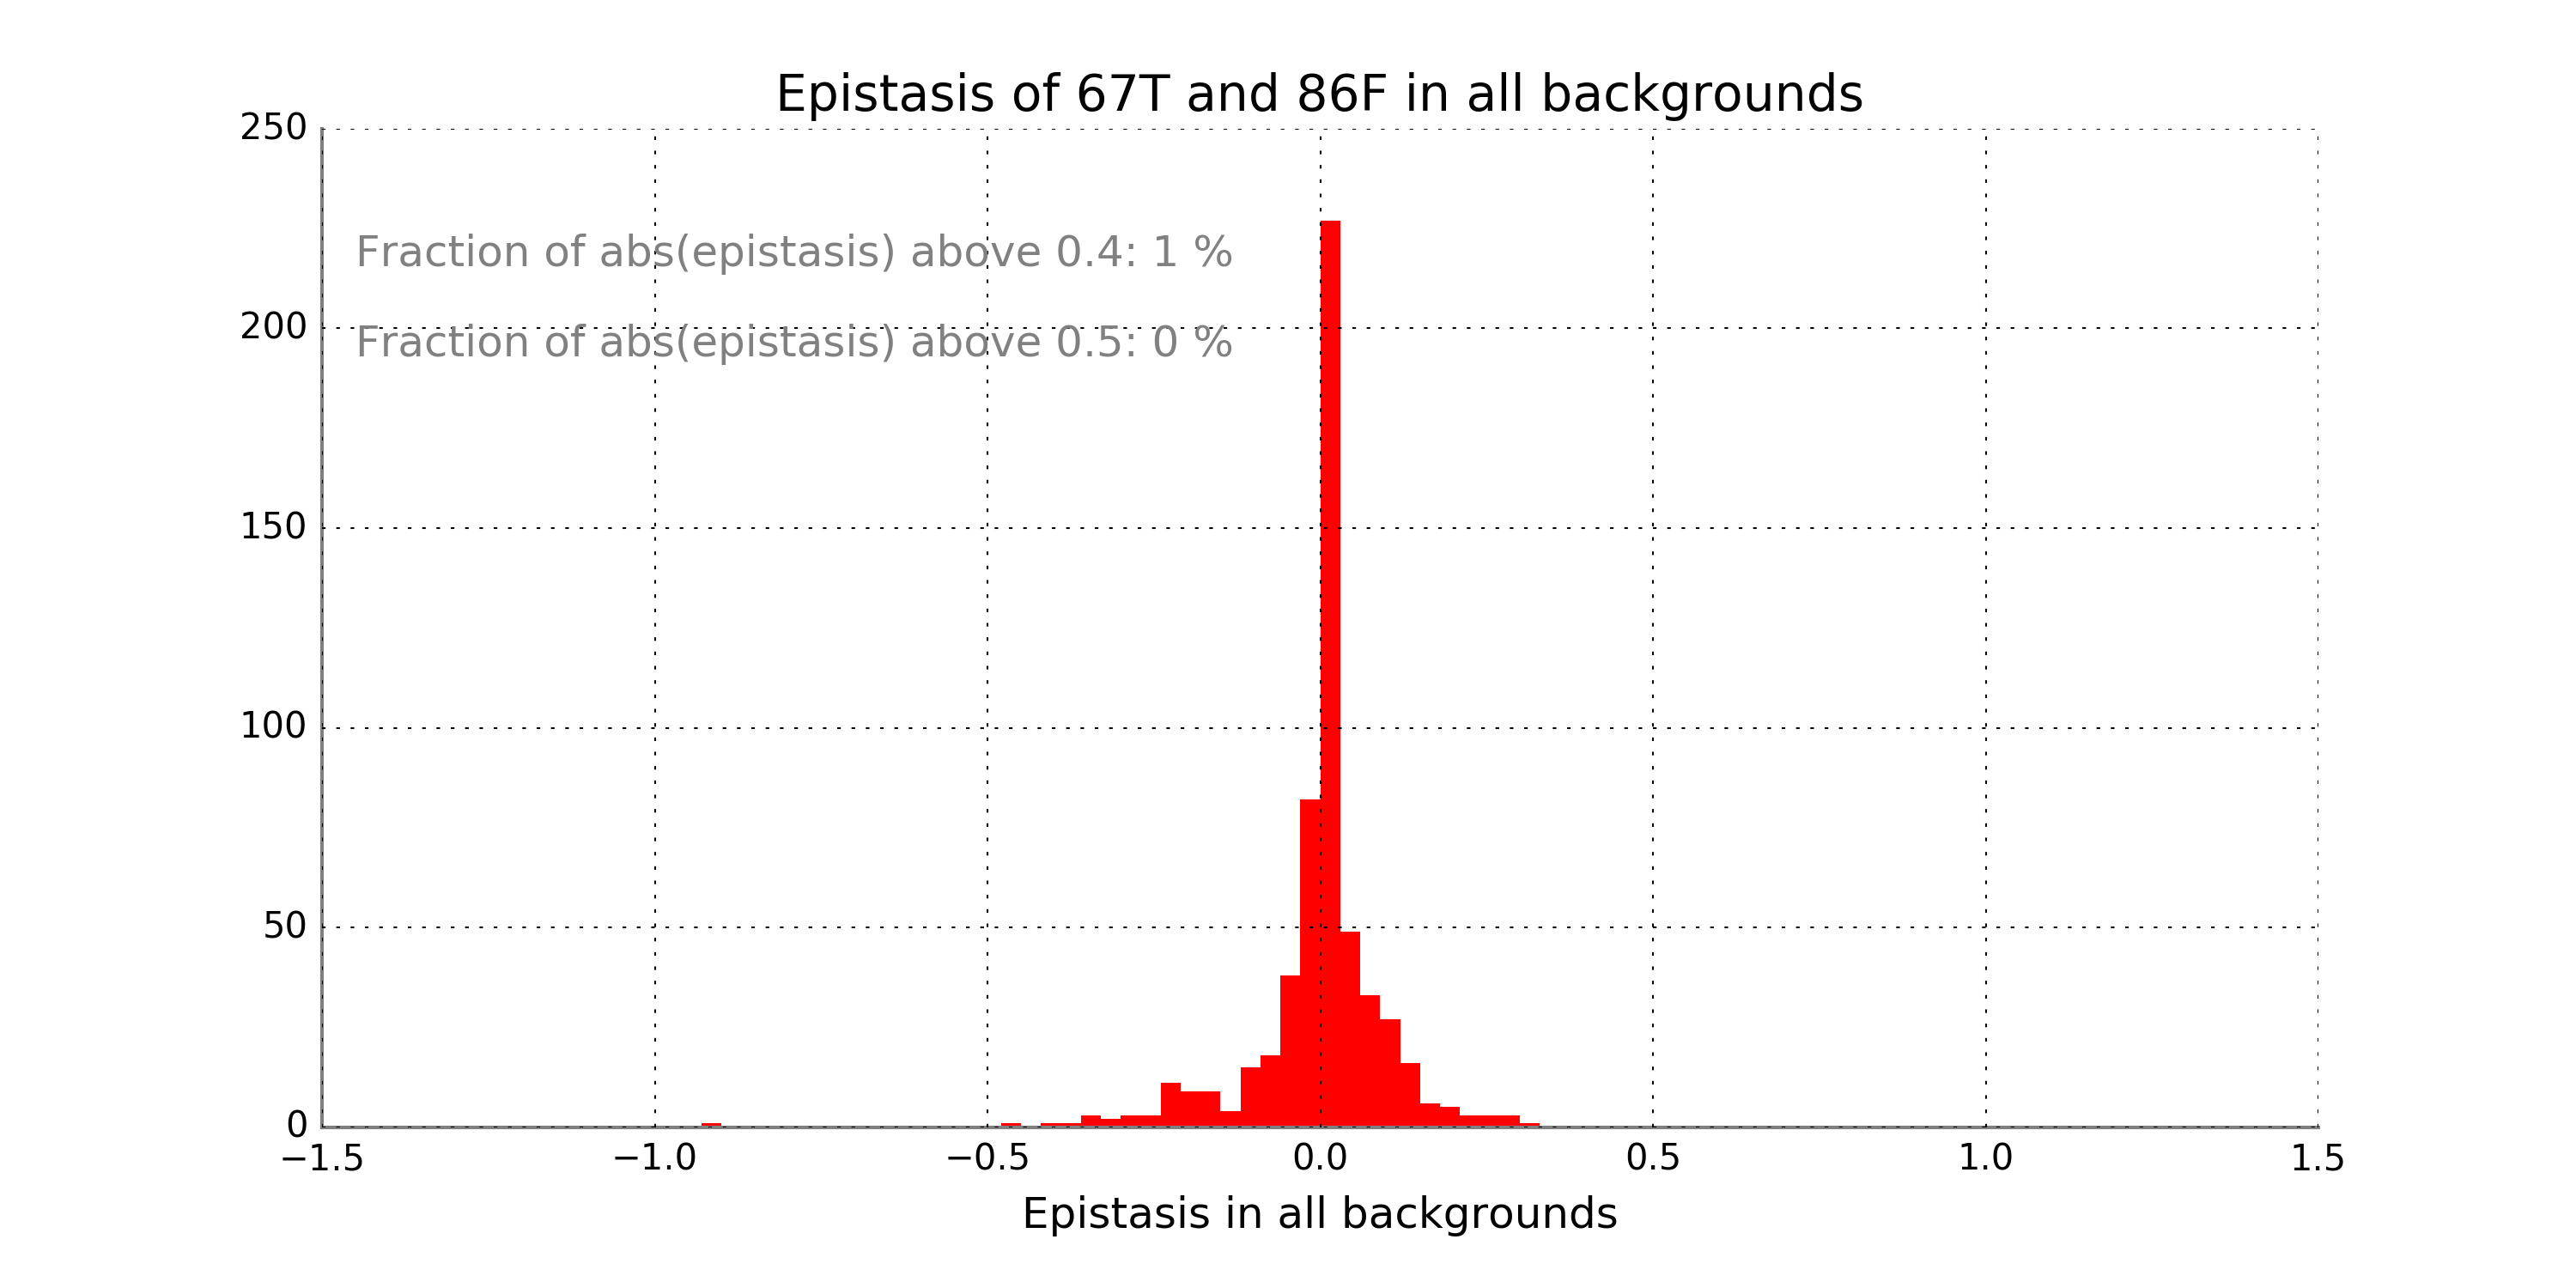 Epistasis of 67T and 86F in all backgrounds
250
Fraction of abs(epistasis) above 0.4: 1 %
200
Fraction of abs(epistasis) above 0.5: 0 %
150
100
50
0
−1.5 −1.0 −0.5 0.0 0.5 1.0 1.5
Epistasis in all backgrounds